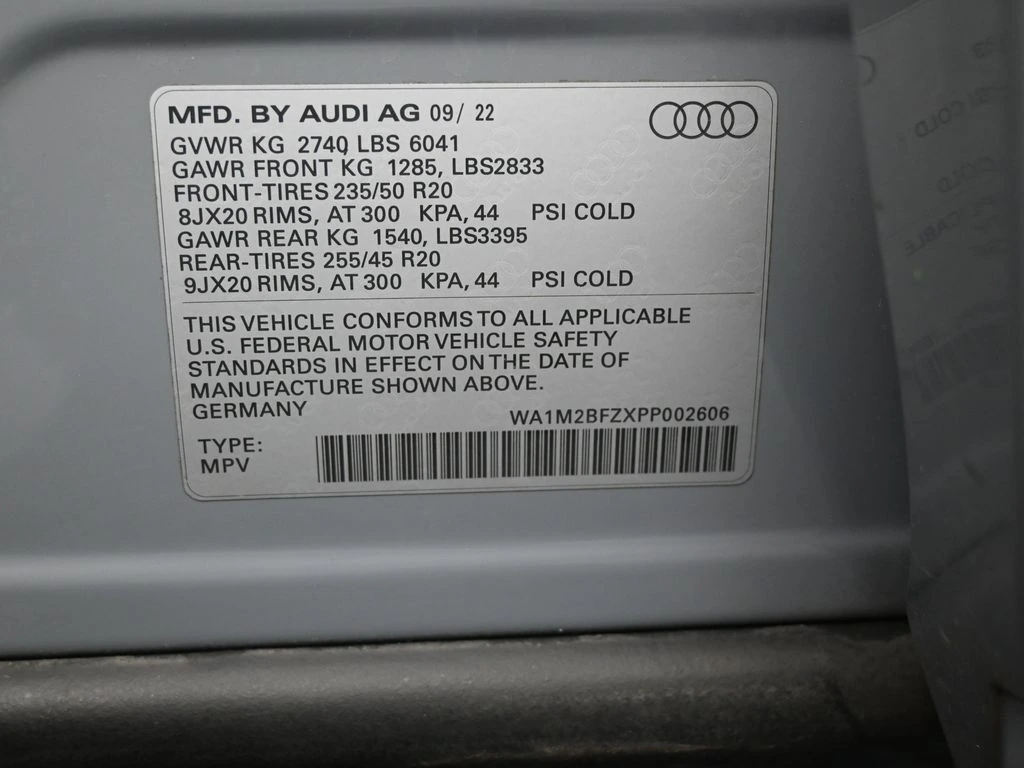 MFD. BY AUDI AG 09/ 22
GVWR KG 2740 LBS 6041
GAWR FRONT KG 1285, LBS2833
FRONT-TIRES 235/50 R20
8JX20 RIMS, AT 300 KPA, 44 PSI COLD
GAWR REAR KG 1540, LBS3395
REAR-TIRES 255/45 R20
9JX20 RIMS, AT 300 KPA, 44 PSI COLD
THIS VEHICLE CONFORMS TO ALL APPLICABLE
U.S. FEDERAL MOTOR VEHICLE SAFETY
STANDARDS IN EFFECT ON THE DATE OF
MANUFACTURE SHOWN ABOVE.
GERMANY
WA1M2BFZXPP002606
TYPE:
MPV